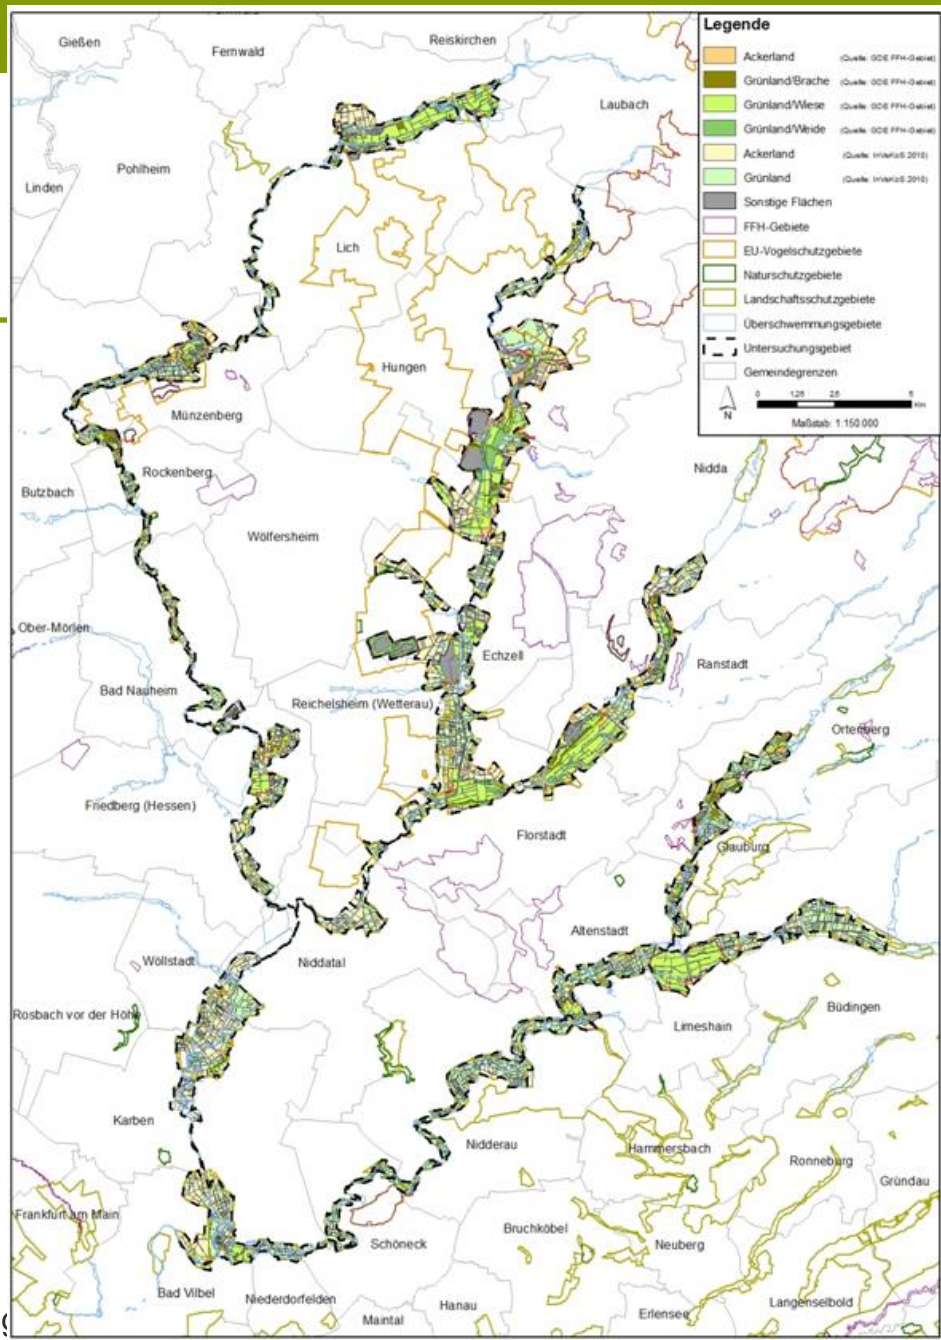 Gießen
Fernwald
Reiskirchen
Laubach
Pohlheim
Linden
Lich
Hungen
Münzenberg
Rockenberg
Butzbach
Nidda
Wölfersheim
Ober-Mörlen
Echzell
Ranstadt
Bad Nauheim
Reichelsheim (Wetterau)
Ortenberg
Friedberg (Hessen)
Florstadt
Glauburg
Altenstadt
Wöllstadt
Niddatal
Büdingen
Rosbach vor der Höhe
Limeshain
Karben
Nidderau
Hammersbach
Ronneburg
Gründau
Frankfurt am Main
Bruchköbel
Schöneck
Neuberg
Bad Vilbel
Niederdorfelden
Hanau
Langenselbold
Erlensee
Maintal
Legende
Ackerland (Quelle: GDE FFH-Gebiet)
Grünland/Brache (Quelle: GDE FFH-Gebiet)
Grünland/Wiese (Quelle: GDE FFH-Gebiet)
Grünland/Weide (Quelle: GDE FFH-Gebiet)
Ackerland (Quelle: InVeKoS 2010)
Grünland (Quelle: InVeKoS 2010)
Sonstige Flächen
FFH-Gebiete
EU-Vogelschutzgebiete
Naturschutzgebiete
Landschaftsschutzgebiete
Überschwemmungsgebiete
Untersuchungsgebiet
Gemeindegrenzen
0 1,25 2,5 5
Km
N
Maßstab: 1:150.000